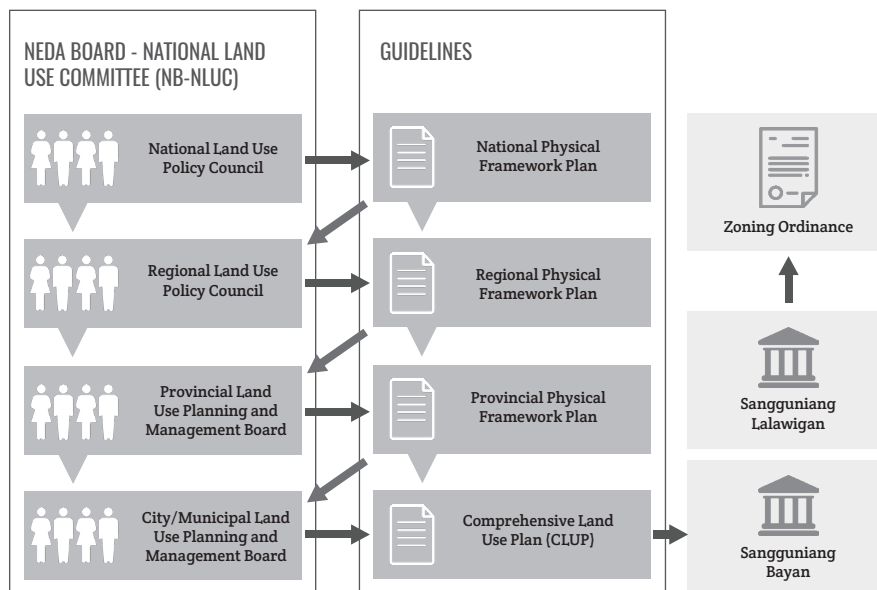 NEDA BOARD - NATIONAL LAND
USE COMMITTEE (NB-NLUC)
National Land Use
Policy Council
Regional Land Use
Policy Council
Provincial Land
Use Planning and
Management Board
City/Municipal Land
Use Planning and
Management Board
GUIDELINES
National Physical
Framework Plan
Regional Physical
Framework Plan
Provincial Physical
Framework Plan
Comprehensive Land
Use Plan (CLUP)
Zoning Ordinance
Sangguniang
Lalawigan
Sangguniang
Bayan